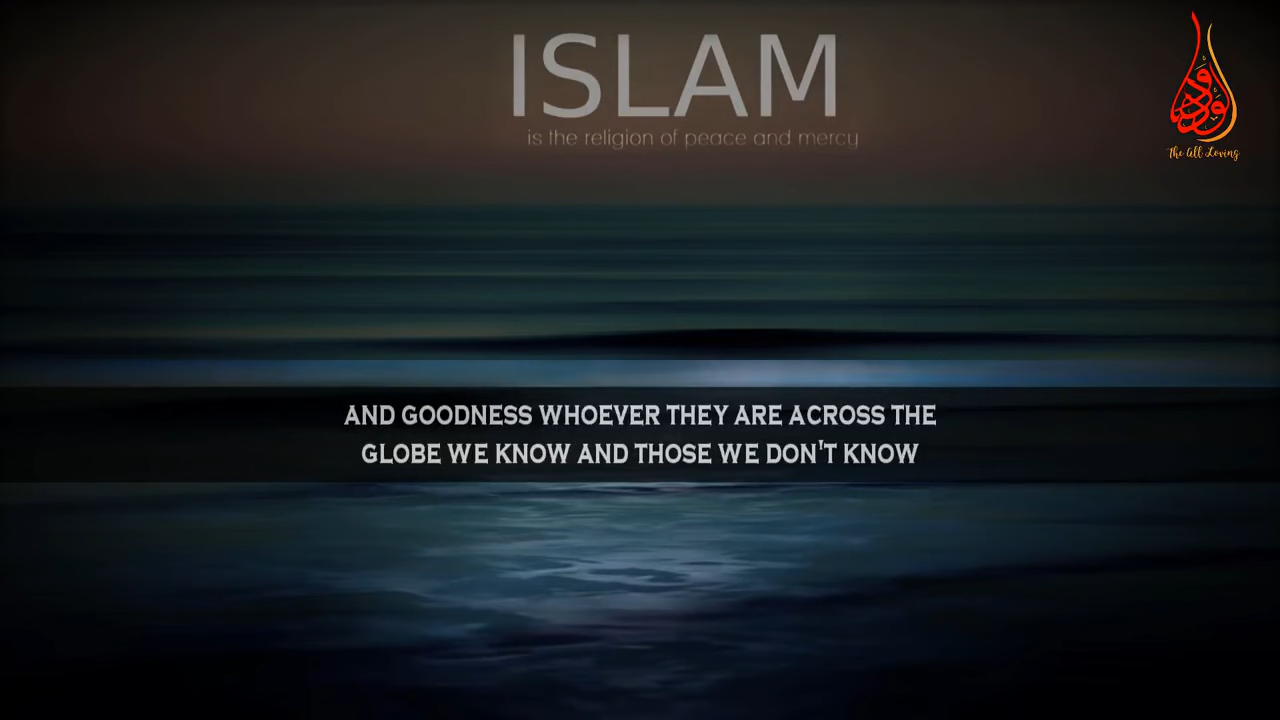 ISLAM
is the religion of peace and mercy
الودود
The All Loving
AND GOODNESS WHOEVER THEY ARE ACROSS THE
GLOBE WE KNOW AND THOSE WE DON'T KNOW